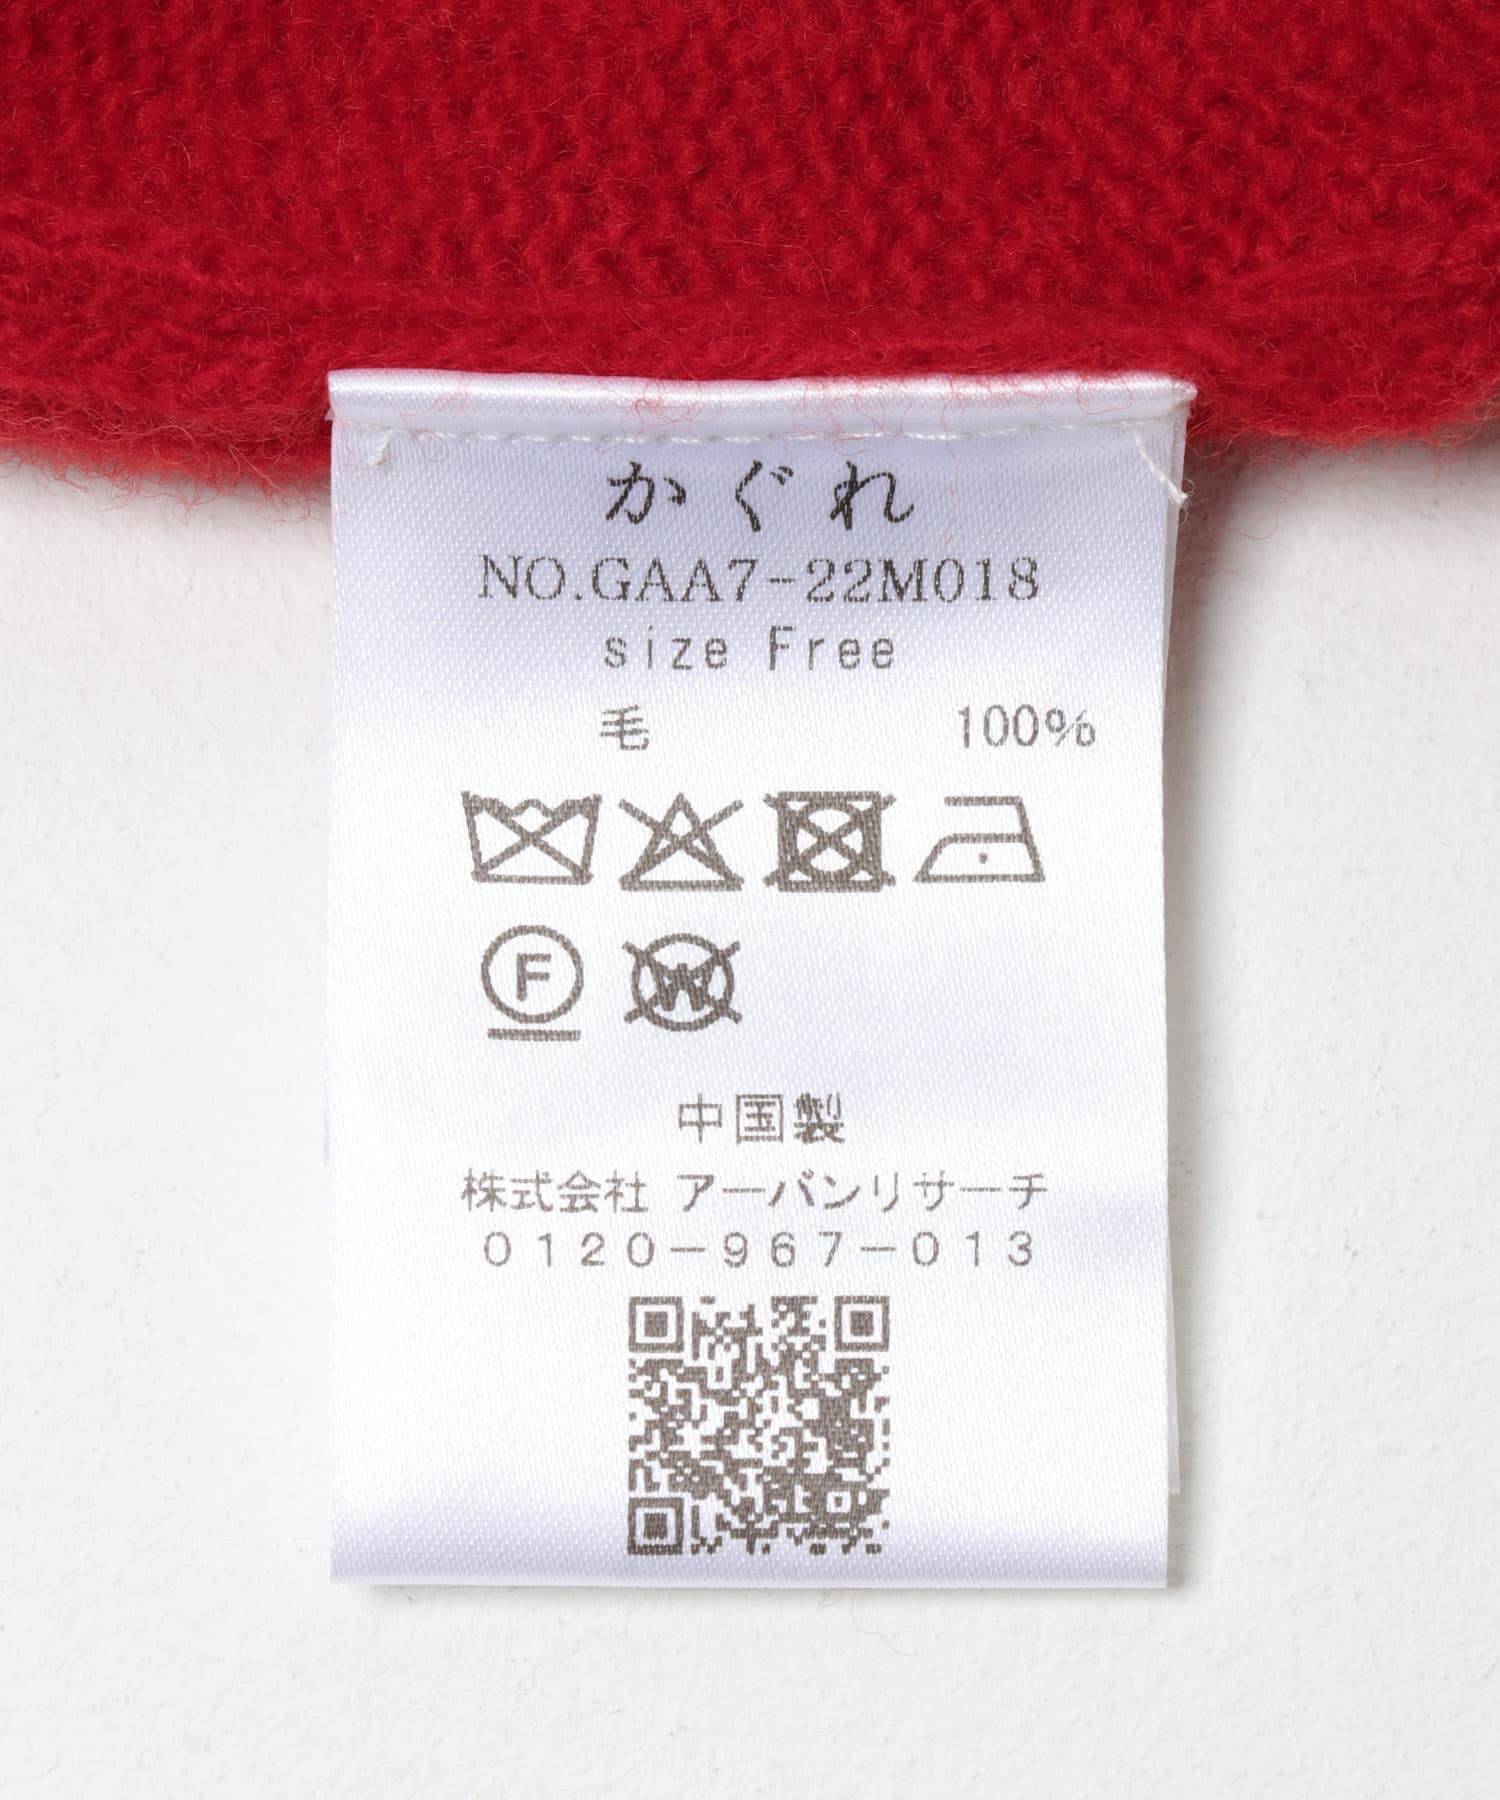 かぐれ
NO.GAA7-22M018
size Free
毛 100%
F W
中国製
株式会社 アーバンリサーチ
0120-967-013